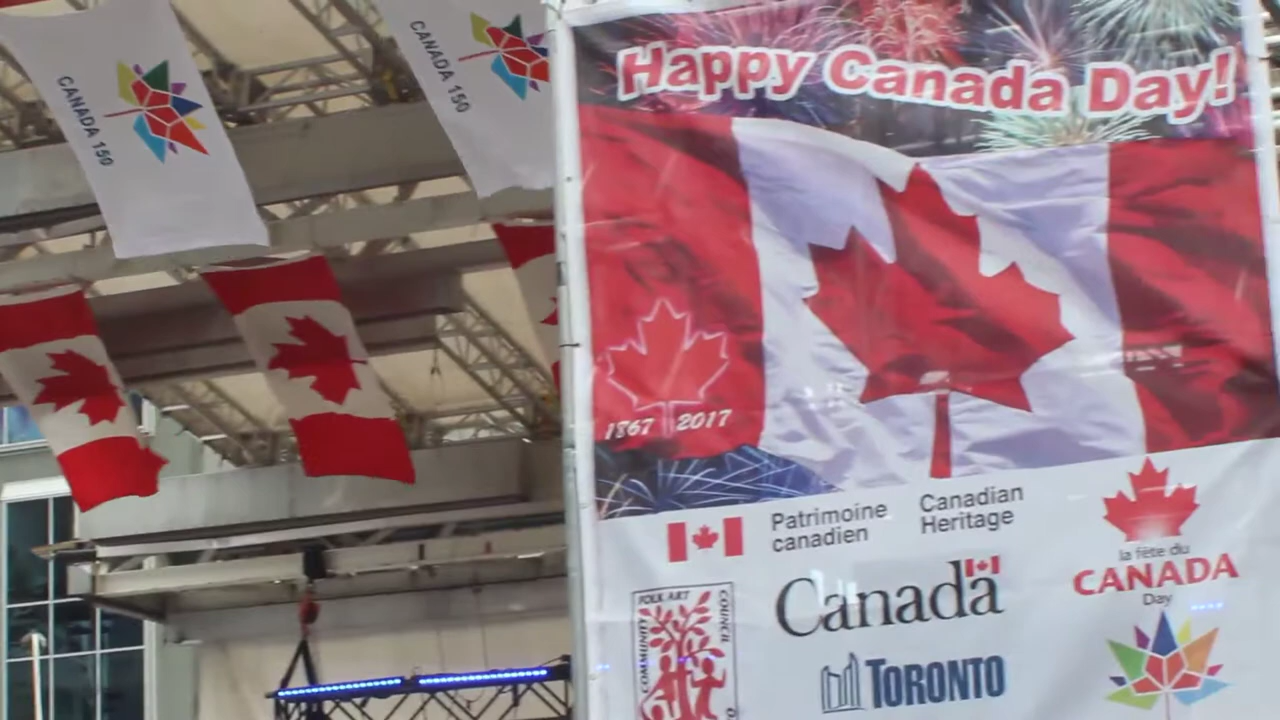 CANADA 150
CANADA 150
Happy Canada Day!
1867 2017
Patrimoine
canadien
Canadian
Heritage
la fête du
CANADA
Day
Canada
COMMUNITY
FOLK ART
COUNCIL
TORONTO